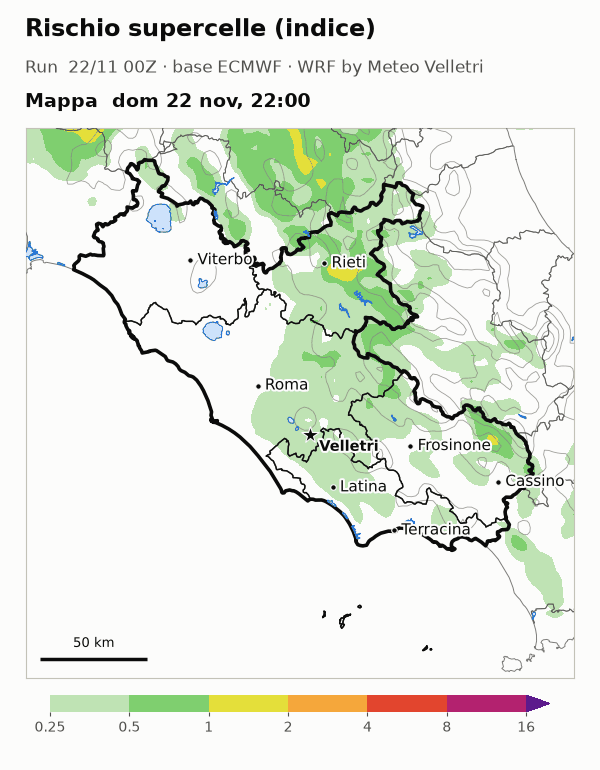 Rischio supercelle (indice)
Run  22/11 00Z · base ECMWF · WRF by Meteo Velletri
Mappa  dom 22 nov, 22:00
Viterbo
Rieti
Roma
Velletri
Frosinone
Cassino
Latina
Terracina
50 km
0.25 0.5 1 2 4 8 16